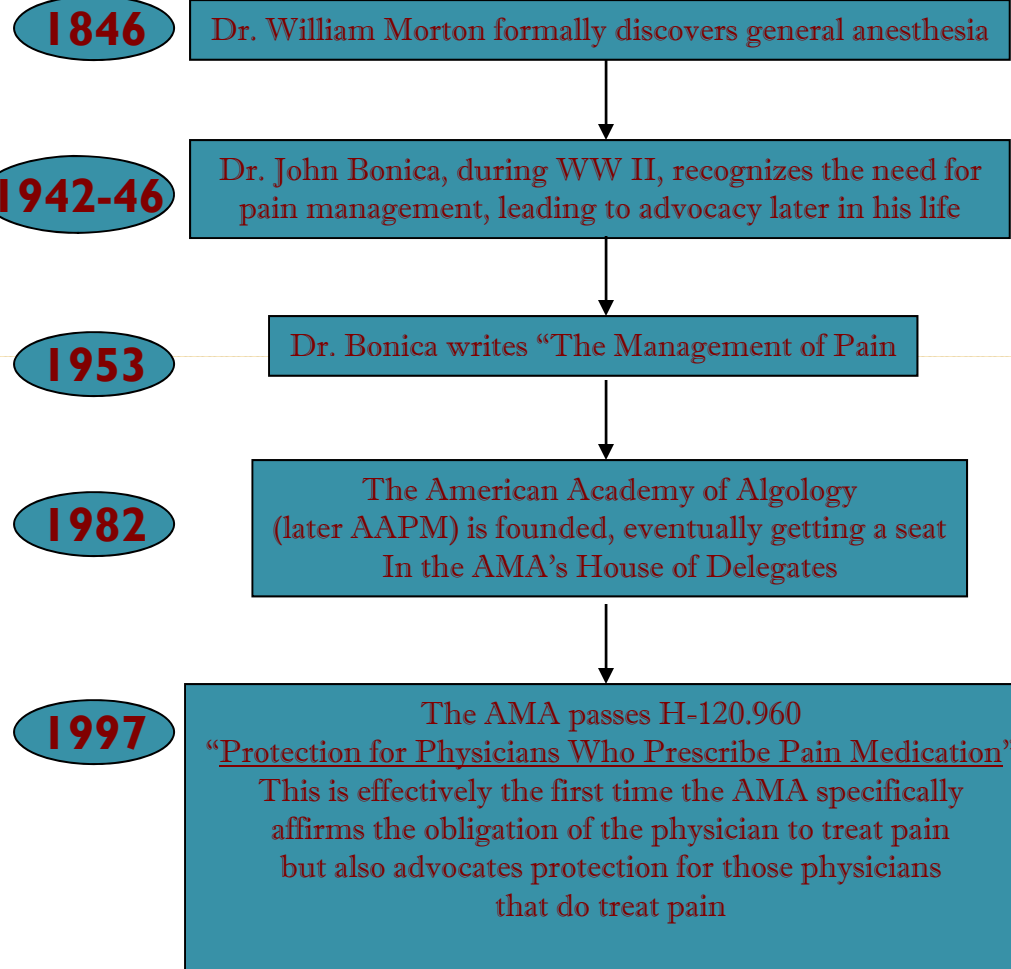 1846
Dr. William Morton formally discovers general anesthesia
1942-46
Dr. John Bonica, during WW II, recognizes the need for
pain management, leading to advocacy later in his life
1953
Dr. Bonica writes “The Management of Pain
1982
The American Academy of Algology
(later AAPM) is founded, eventually getting a seat
In the AMA’s House of Delegates
1997
The AMA passes H-120.960
“Protection for Physicians Who Prescribe Pain Medication”
This is effectively the first time the AMA specifically
affirms the obligation of the physician to treat pain
but also advocates protection for those physicians
that do treat pain